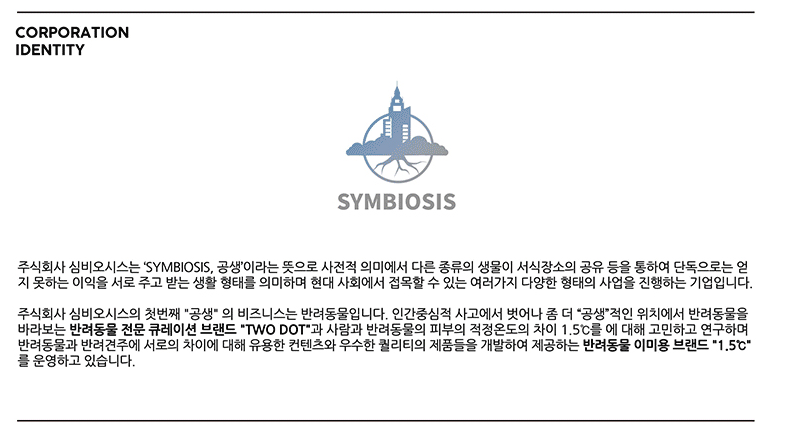 CORPORATION
IDENTITY
SYMBIOSIS
주식회사 심비오시스는 ‘SYMBIOSIS, 공생’이라는 뜻으로 사전적 의미에서 다른 종류의 생물이 서식장소의 공유 등을 통하여 단독으로는 얻
지 못하는 이익을 서로 주고 받는 생활 형태를 의미하며 현대 사회에서 접목할 수 있는 여러가지 다양한 형태의 사업을 진행하는 기업입니다.
주식회사 심비오시스의 첫번째 "공생" 의 비즈니스는 반려동물입니다. 인간중심적 사고에서 벗어나 좀 더 “공생”적인 위치에서 반려동물을
바라보는 반려동물 전문 큐레이션 브랜드 "TWO DOT"과 사람과 반려동물의 피부의 적정온도의 차이 1.5℃를 에 대해 고민하고 연구하며
반려동물과 반려견주에 서로의 차이에 대해 유용한 컨텐츠와 우수한 퀄리티의 제품들을 개발하여 제공하는 반려동물 이미용 브랜드 "1.5℃"
를 운영하고 있습니다.